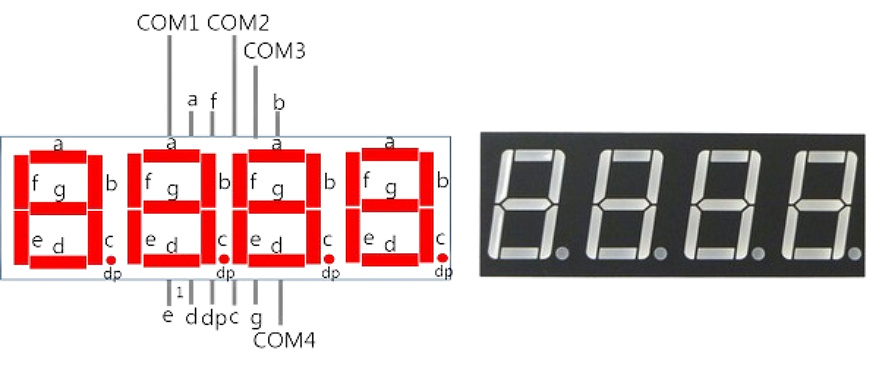 COM1 COM2
COM3
a f b
a a a a
f g b f g b f g b f g b
e d c e d c e d c e d c
dp dp dp dp
1
e d dp c g
COM4